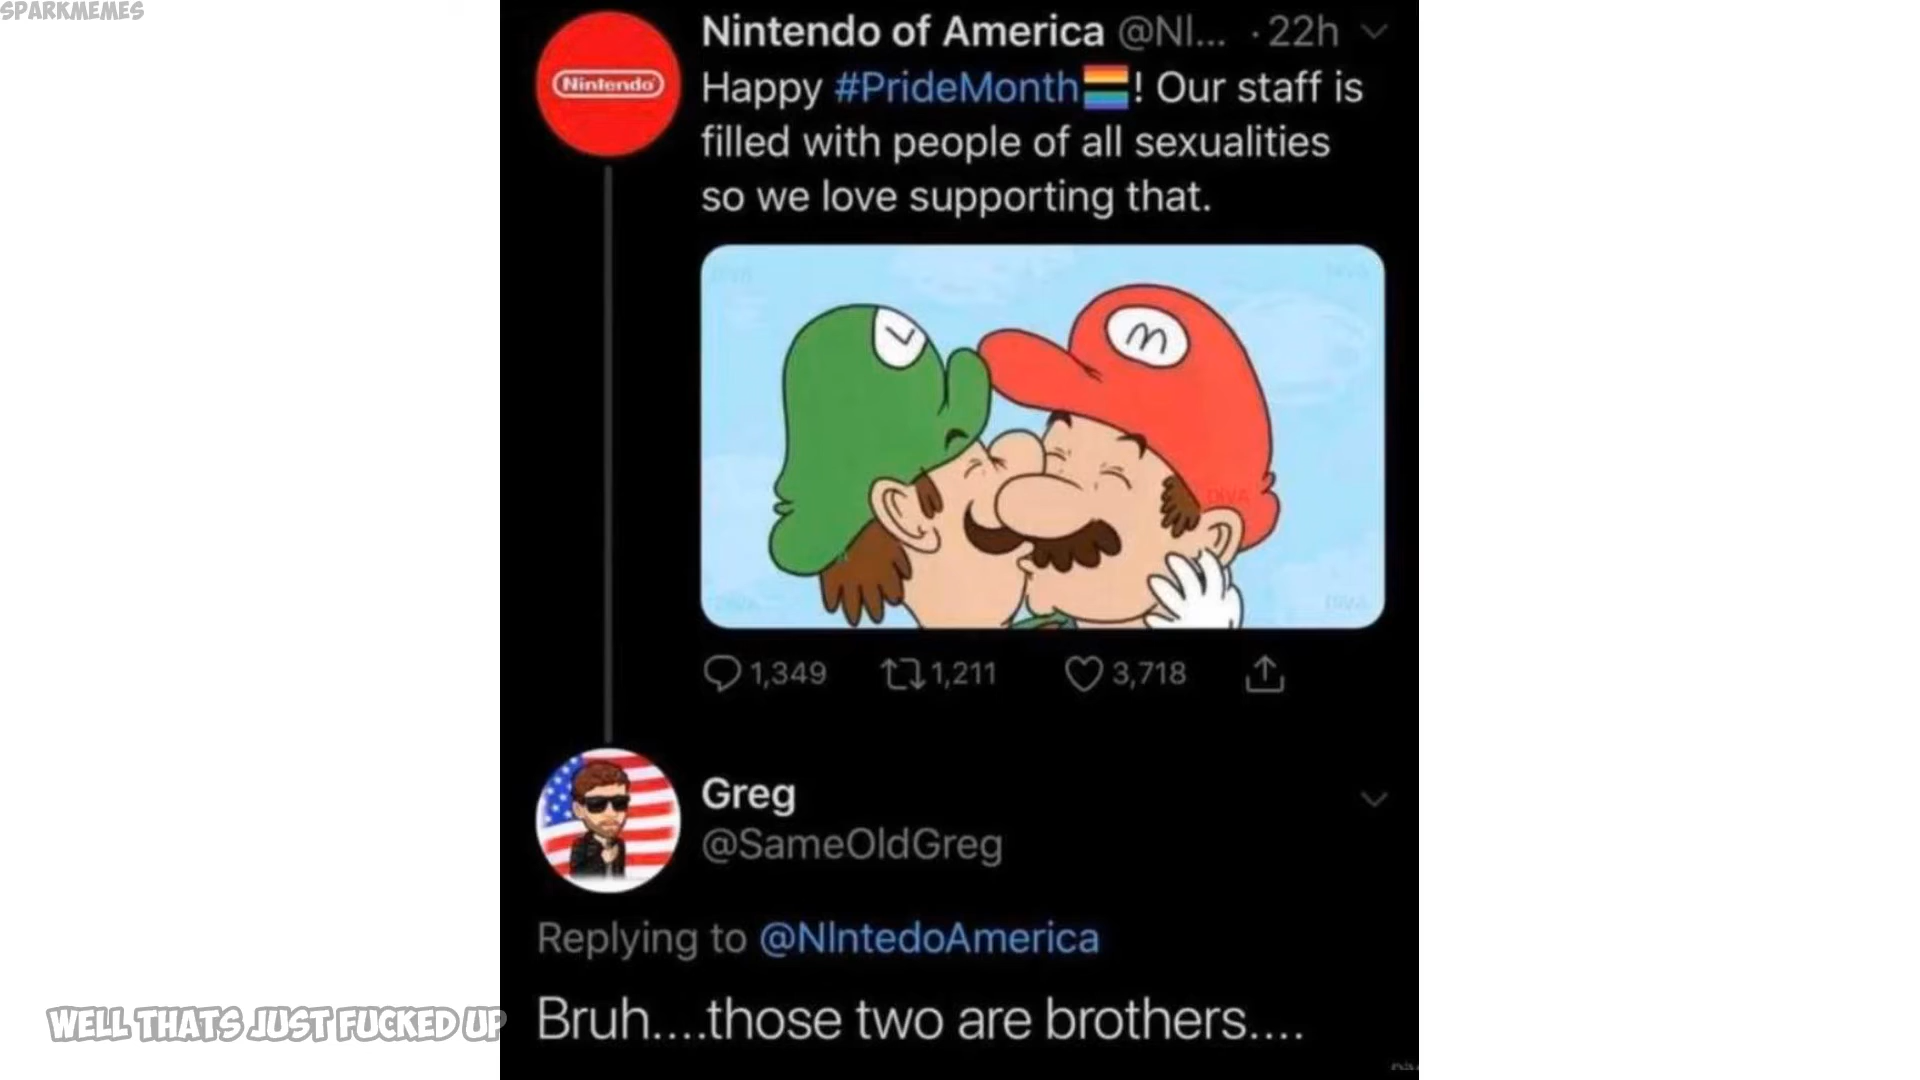 SPARKMEMES
Nintendo of America @NI... · 22h
Nintendo
Happy #PrideMonth! Our staff is
filled with people of all sexualities
so we love supporting that.
L
M
DIVA
1,349 1,211 3,718
Greg
@SameOldGreg
Replying to @NIntedoAmerica
WELL THATS JUST FUCKED UP
Bruh....those two are brothers....